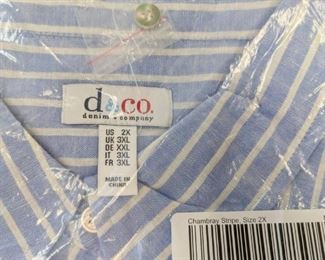 d&co.
denim & company
US 2X
UK 3XL
DE XXL
IT 3XL
FR 3XL
MADE IN
CHINA
Chambray Stripe, Size 2X